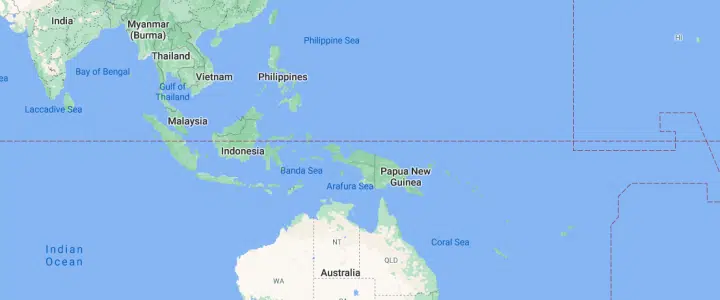 India
Myanmar
(Burma)
Thailand
Philippine Sea
HI
Bay of Bengal
Vietnam
Philippines
Gulf of
Thailand
Laccadive Sea
Malaysia
Indonesia
Banda Sea
Papua New
Guinea
Arafura Sea
NT
Coral Sea
Indian
Ocean
QLD
WA
Australia